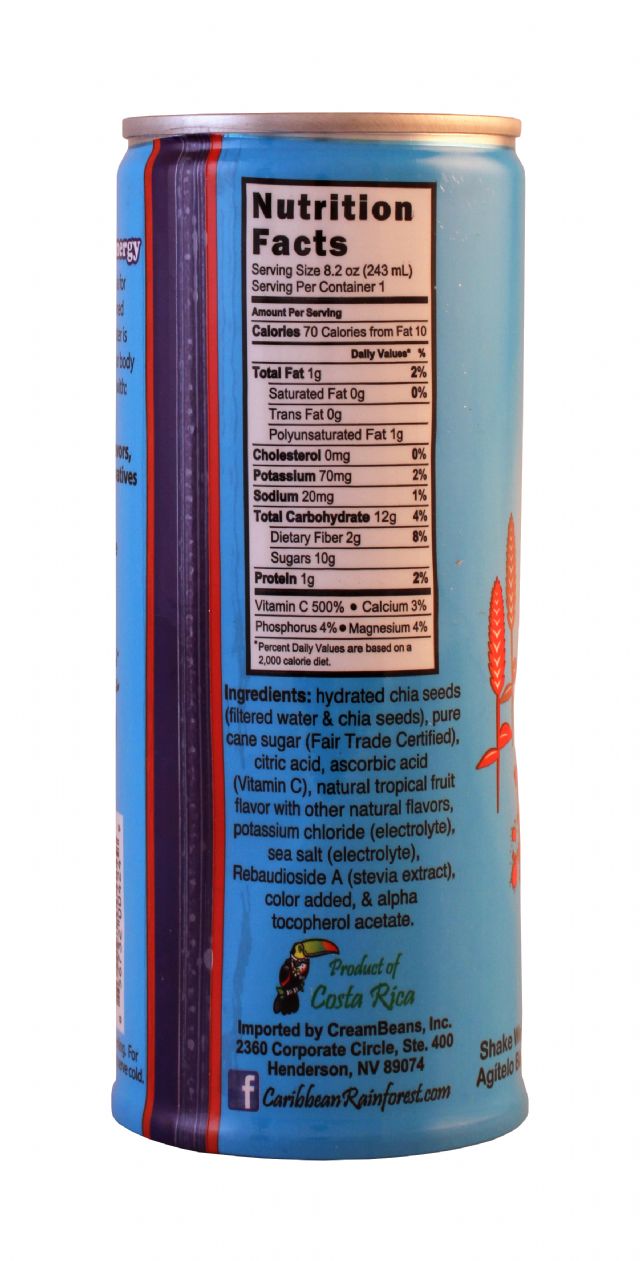 Nutrition
Facts
Serving Size 8.2 oz (243 mL)
Serving Per Container 1
Amount Per Serving
Calories 70 Calories from Fat 10
Daily Values* %
Total Fat 1g 2%
Saturated Fat 0g 0%
Trans Fat 0g
Polyunsaturated Fat 1g
Cholesterol 0mg 0%
Potassium 70mg 2%
Sodium 20mg 1%
Total Carbohydrate 12g 4%
Dietary Fiber 2g 8%
Sugars 10g
Protein 1g 2%
Vitamin C 500% • Calcium 3%
Phosphorus 4% • Magnesium 4%
*Percent Daily Values are based on a
2,000 calorie diet.
Ingredients: hydrated chia seeds
(filtered water & chia seeds), pure
cane sugar (Fair Trade Certified),
citric acid, ascorbic acid
(Vitamin C), natural tropical fruit
flavor with other natural flavors,
potassium chloride (electrolyte),
sea salt (electrolyte),
Rebaudioside A (stevia extract),
color added, & alpha
tocopherol acetate.
Product of
Costa Rica
Imported by CreamBeans, Inc.
2360 Corporate Circle, Ste. 400
Henderson, NV 89074
f CaribbeanRainforest.com
for
is
body
For
cold.
Shake
Agítelo